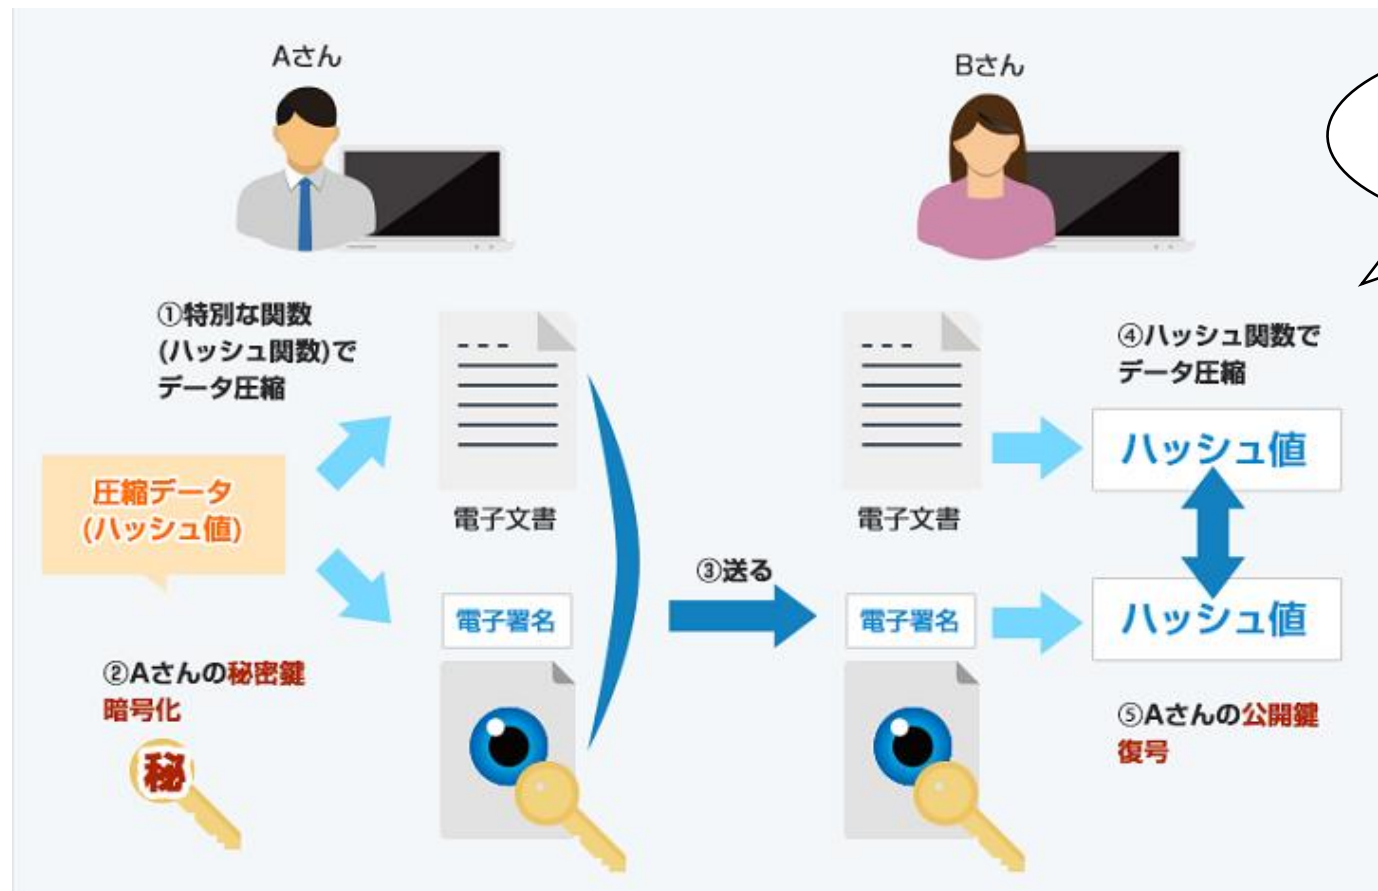 Aさん
Bさん
①特別な関数
(ハッシュ関数)で
データ圧縮
圧縮データ
(ハッシュ値)
②Aさんの秘密鍵
暗号化
秘
電子文書
電子署名
③送る
電子文書
電子署名
④ハッシュ関数で
データ圧縮
ハッシュ値
ハッシュ値
⑤Aさんの公開鍵
復号